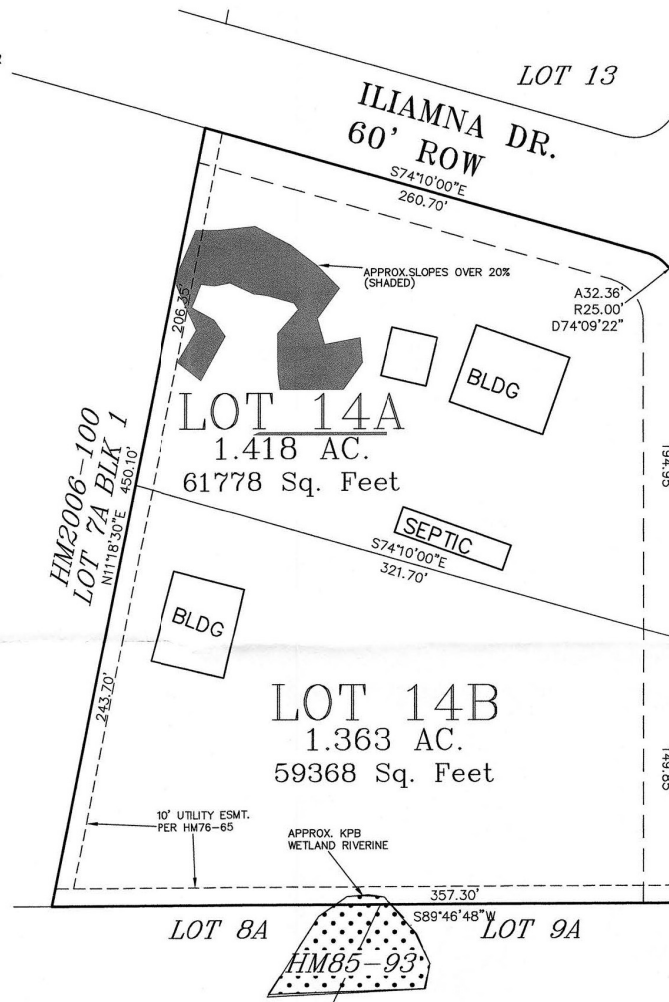 LOT 13
ILIAMNA DR.
60' ROW
S74°10'00"E
260.70'
APPROX.SLOPES OVER 20%
(SHADED)
A32.36'
R25.00'
D74°09'22"
206.35'
BLDG
LOT 14A
1.418 AC.
61778 Sq. Feet
194.95
HM2006-100
LOT 7A BLK 1
N11°18'30"E 450.10'
SEPTIC
S74°10'00"E
321.70'
BLDG
243.70'
LOT 14B
1.363 AC.
59368 Sq. Feet
149.85
10' UTILITY ESMT.
PER HM76-65
APPROX. KPB
WETLAND RIVERINE
357.30'
S89°46'48"W
LOT 8A
LOT 9A
HM85-93